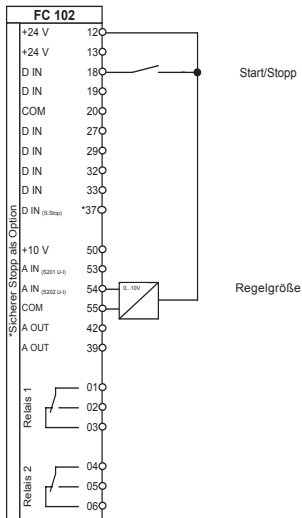 FC 102
+24 V 12
+24 V 13
D IN 18 Start/Stopp
D IN 19
COM 20
D IN 27
D IN 29
D IN 32
D IN 33
D IN (S.Stop) *37
+10 V 50
A IN (S201 U-I) 53
A IN (S202 U-I) 54 0...10V Regelgröße
COM 55
A OUT 42
A OUT 39
*Sicherer Stopp als Option
Relais 1
01
02
03
Relais 2
04
05
06